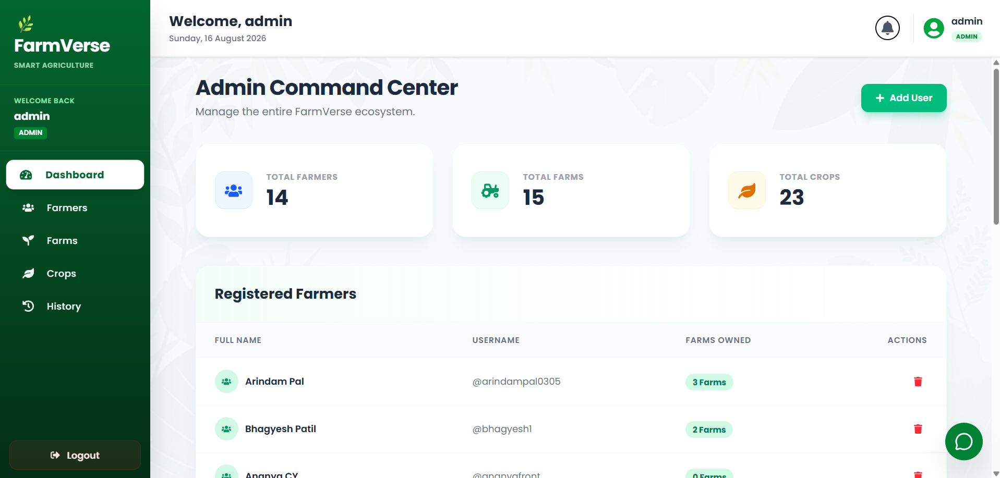 FarmVerse
SMART AGRICULTURE
WELCOME BACK
admin
ADMIN
Dashboard
Farmers
Farms
Crops
History
Logout
Welcome, admin
Sunday, 16 August 2026
admin
ADMIN
Admin Command Center
Manage the entire FarmVerse ecosystem.
Add User
TOTAL FARMERS
14
TOTAL FARMS
15
TOTAL CROPS
23
Registered Farmers
FULL NAME USERNAME FARMS OWNED ACTIONS
Arindam Pal @arindampal0305 3 Farms
Bhagyesh Patil @bhagyesh1 2 Farms
Ananya CY @ananyafront 0 Farms